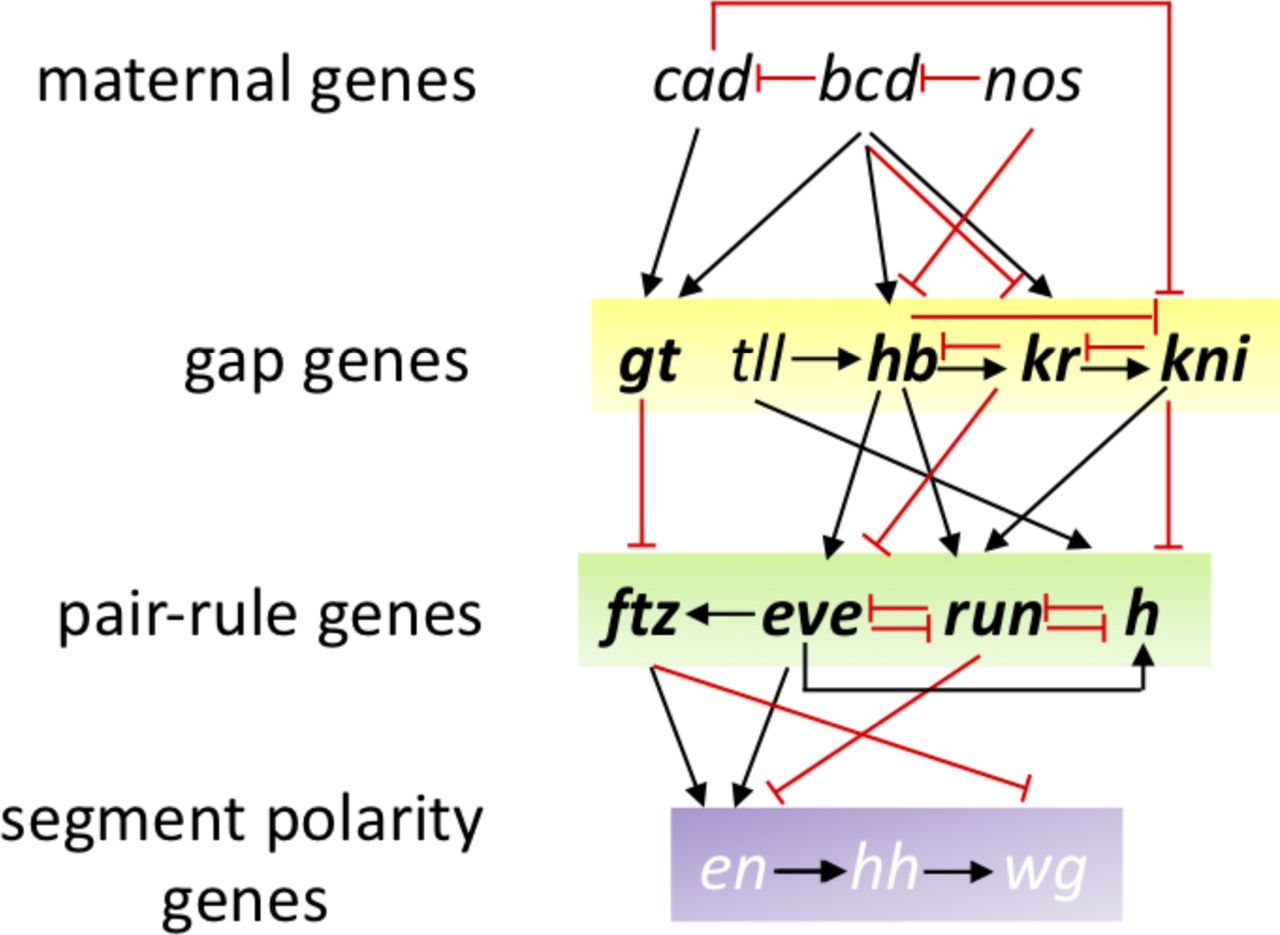 maternal genes cad bcd nos
gap genes gt tll hb kr kni
pair-rule genes ftz eve run h
segment polarity
genes en hh wg